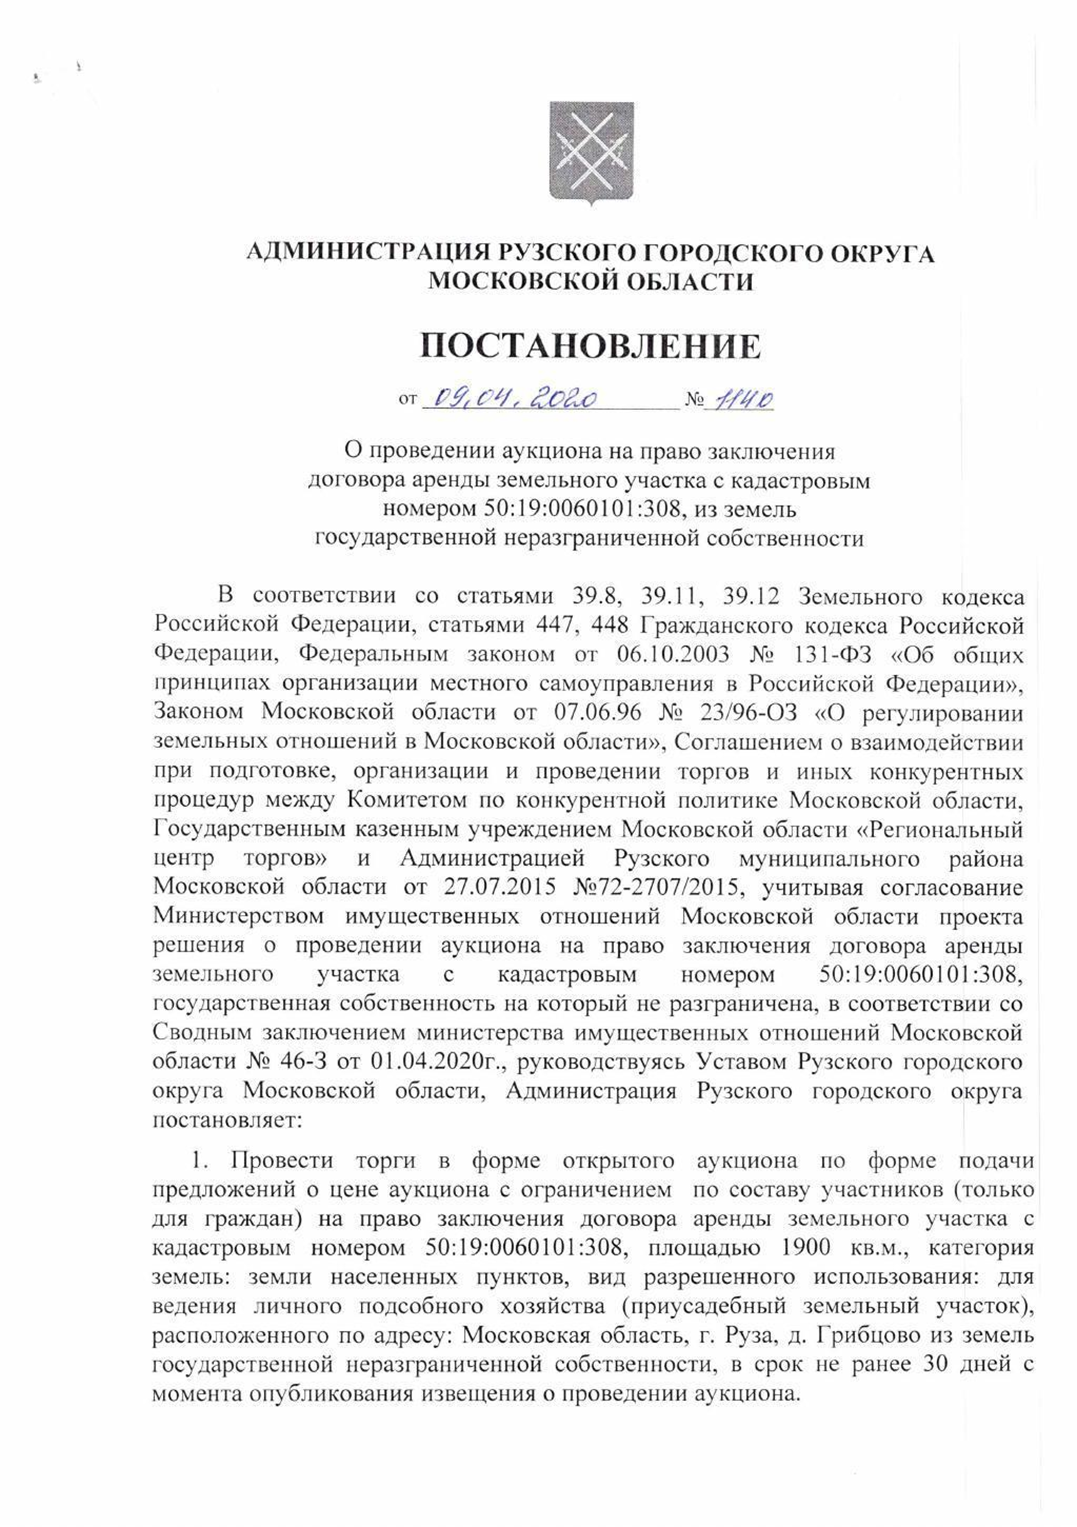 АДМИНИСТРАЦИЯ РУЗСКОГО ГОРОДСКОГО ОКРУГА
МОСКОВСКОЙ ОБЛАСТИ
ПОСТАНОВЛЕНИЕ
от 09.04.2020 № 1140
О проведении аукциона на право заключения
договора аренды земельного участка с кадастровым
номером 50:19:0060101:308, из земель
государственной неразграниченной собственности
В соответствии со статьями 39.8, 39.11, 39.12 Земельного кодекса
Российской Федерации, статьями 447, 448 Гражданского кодекса Российской
Федерации, Федеральным законом от 06.10.2003 № 131-ФЗ «Об общих
принципах организации местного самоуправления в Российской Федерации»,
Законом Московской области от 07.06.96 № 23/96-ОЗ «О регулировании
земельных отношений в Московской области», Соглашением о взаимодействии
при подготовке, организации и проведении торгов и иных конкурентных
процедур между Комитетом по конкурентной политике Московской области,
Государственным казенным учреждением Московской области «Региональный
центр торгов» и Администрацией Рузского муниципального района
Московской области от 27.07.2015 №72-2707/2015, учитывая согласование
Министерством имущественных отношений Московской области проекта
решения о проведении аукциона на право заключения договора аренды
земельного участка с кадастровым номером 50:19:0060101:308,
государственная собственность на который не разграничена, в соответствии со
Сводным заключением министерства имущественных отношений Московской
области № 46-З от 01.04.2020г., руководствуясь Уставом Рузского городского
округа Московской области, Администрация Рузского городского округа
постановляет:
1. Провести торги в форме открытого аукциона по форме подачи
предложений о цене аукциона с ограничением по составу участников (только
для граждан) на право заключения договора аренды земельного участка с
кадастровым номером 50:19:0060101:308, площадью 1900 кв.м., категория
земель: земли населенных пунктов, вид разрешенного использования: для
ведения личного подсобного хозяйства (приусадебный земельный участок),
расположенного по адресу: Московская область, г. Руза, д. Грибцово из земель
государственной неразграниченной собственности, в срок не ранее 30 дней с
момента опубликования извещения о проведении аукциона.